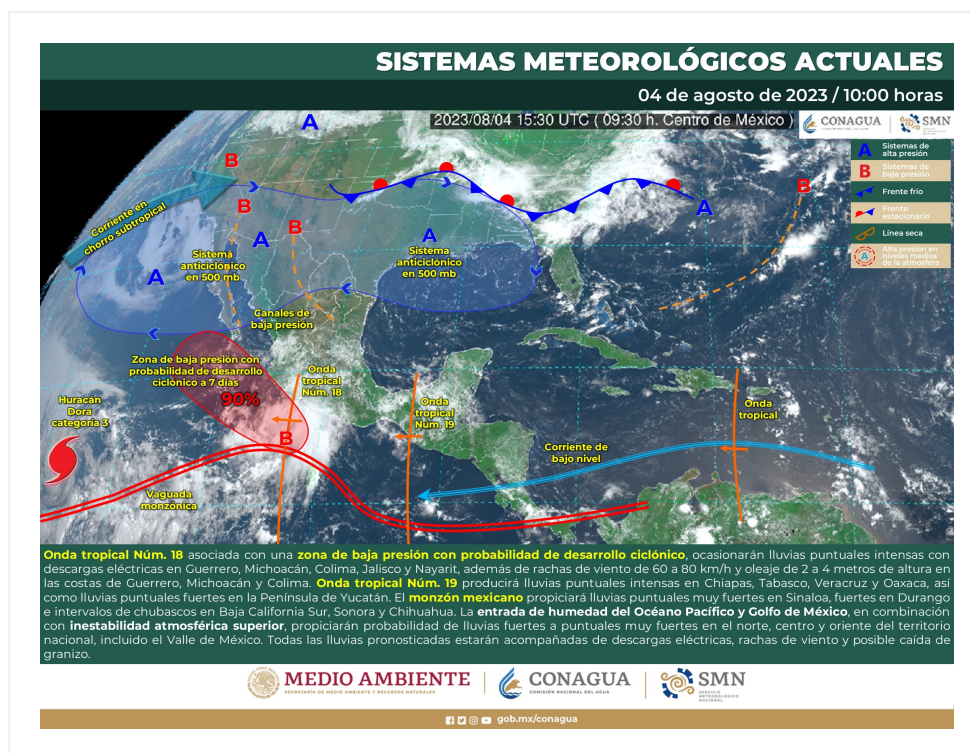 SISTEMAS METEOROLÓGICOS ACTUALES
04 de agosto de 2023 / 10:00 horas
2023/08/04 15:30 UTC ( 09:30 h. Centro de México )
CONAGUA
COMISIÓN NACIONAL DEL AGUA
SMN
A
Sistemas de
alta presión
B
Sistemas de
baja presión
Frente frío
Frente
estacionario
Línea seca
A
Alta presión en
niveles medios
de la atmosfera
A
B
B
B
B
A
A
A
A
Corriente en
chorro subtropical
Sistema
anticiclónico
en 500 mb
Sistema
anticiclónico
en 500 mb
Canales de
baja presión
Zona de baja presión con
probabilidad de desarrollo
ciclónico a 7 días
90%
B
Onda
tropical
Núm. 18
Huracán
Dora
categoría 3
Onda
tropical
Núm. 19
Onda
tropical
Corriente de
bajo nivel
Vaguada
monzónica
Onda tropical Núm. 18 asociada con una zona de baja presión con probabilidad de desarrollo ciclónico, ocasionarán lluvias puntuales intensas con
descargas eléctricas en Guerrero, Michoacán, Colima, Jalisco y Nayarit, además de rachas de viento de 60 a 80 km/h y oleaje de 2 a 4 metros de altura en
las costas de Guerrero, Michoacán y Colima. Onda tropical Núm. 19 producirá lluvias puntuales intensas en Chiapas, Tabasco, Veracruz y Oaxaca, así
como lluvias puntuales fuertes en la Península de Yucatán. El monzón mexicano propiciará lluvias puntuales muy fuertes en Sinaloa, fuertes en Durango
e intervalos de chubascos en Baja California Sur, Sonora y Chihuahua. La entrada de humedad del Océano Pacífico y Golfo de México, en combinación
con inestabilidad atmosférica superior, propiciarán probabilidad de lluvias fuertes a puntuales muy fuertes en el norte, centro y oriente del territorio
nacional, incluido el Valle de México. Todas las lluvias pronosticadas estarán acompañadas de descargas eléctricas, rachas de viento y posible caída de
granizo.
MEDIO AMBIENTE
SECRETARÍA DE MEDIO AMBIENTE Y RECURSOS NATURALES
CONAGUA
COMISIÓN NACIONAL DEL AGUA
SMN
SERVICIO
METEOROLÓGICO
NACIONAL
gob.mx/conagua